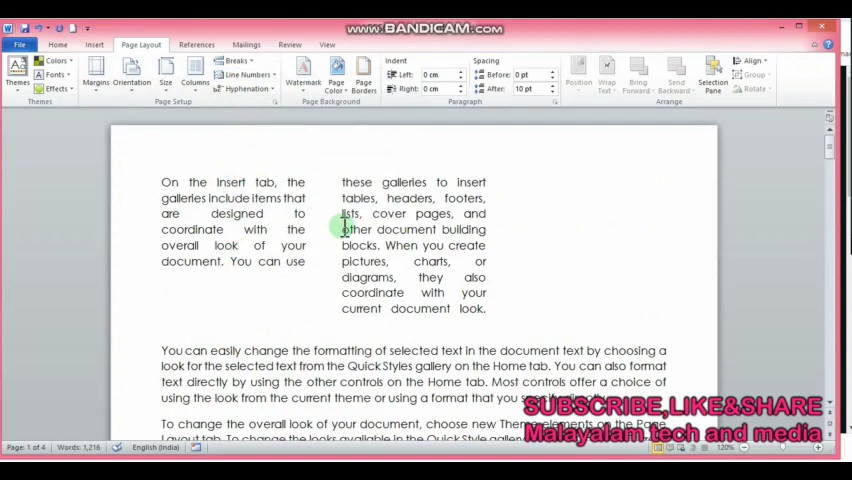 www.BANDICAM.com
File Home Insert Page Layout References Mailings Review View
Themes Colors Fonts Effects Themes
Margins Orientation Size Columns Breaks Line Numbers Hyphenation Page Setup
Watermark Page Color Page Borders Page Background
Indent Left: 0 cm Right: 0 cm Spacing Before: 0 pt After: 10 pt Paragraph
Position Wrap Text Bring Forward Send Backward Selection Pane Align Group Rotate Arrange
On the Insert tab, the
galleries include items that
are designed to
coordinate with the
overall look of your
document. You can use
these galleries to insert
tables, headers, footers,
lists, cover pages, and
other document building
blocks. When you create
pictures, charts, or
diagrams, they also
coordinate with your
current document look.
You can easily change the formatting of selected text in the document text by choosing a
look for the selected text from the Quick Styles gallery on the Home tab. You can also format
text directly by using the other controls on the Home tab. Most controls offer a choice of
using the look from the current theme or using a format that you specify directly.
To change the overall look of your document, choose new Theme elements on the Page
Layout tab. To change the looks available in the Quick Style
SUBSCRIBE,LIKE&SHARE
Malayalam tech and media
Page: 1 of 4 Words: 1,216 English (India) 120%